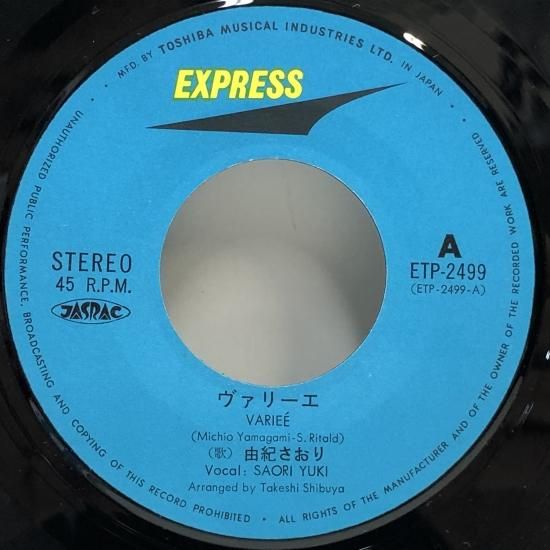 MFD. BY TOSHIBA MUSICAL INDUSTRIES LTD. IN JAPAN •
EXPRESS
STEREO
45 R.P.M.
JASRAC
A
ETP-2499
(ETP-2499-A)
ヴァリーエ
VARIEÉ
(Michio Yamagami-S. Ritald)
(歌) 由紀さおり
Vocal: SAORI YUKI
Arranged by Takeshi Shibuya
ALL RIGHTS OF THE MANUFACTURER AND OF THE OWNER OF THE RECORDED WORK ARE RESERVED
UNAUTHORIZED PUBLIC PERFORMANCE, BROADCASTING AND COPYING OF THIS RECORD PROHIBITED •